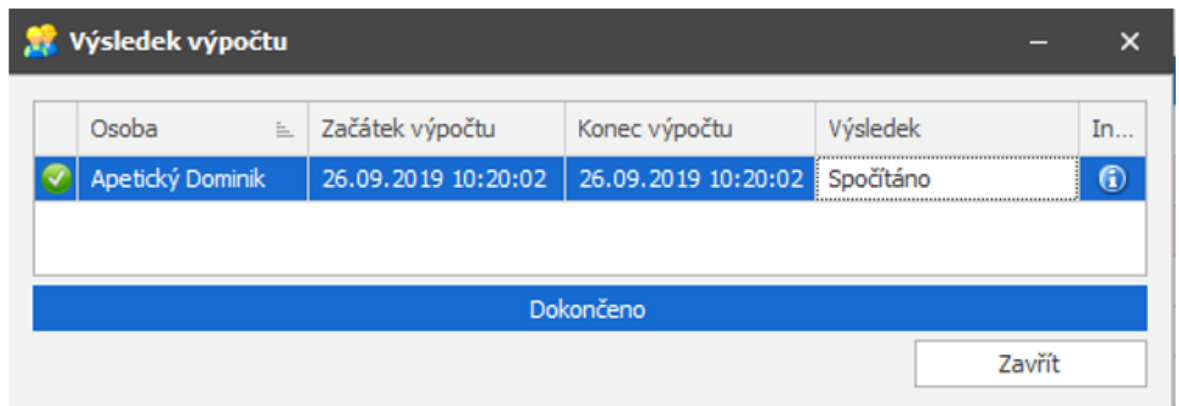 Výsledek výpočtu
Osoba Začátek výpočtu Konec výpočtu Výsledek In...
Apetický Dominik 26.09.2019 10:20:02 26.09.2019 10:20:02 Spočítáno
Dokončeno
Zavřít